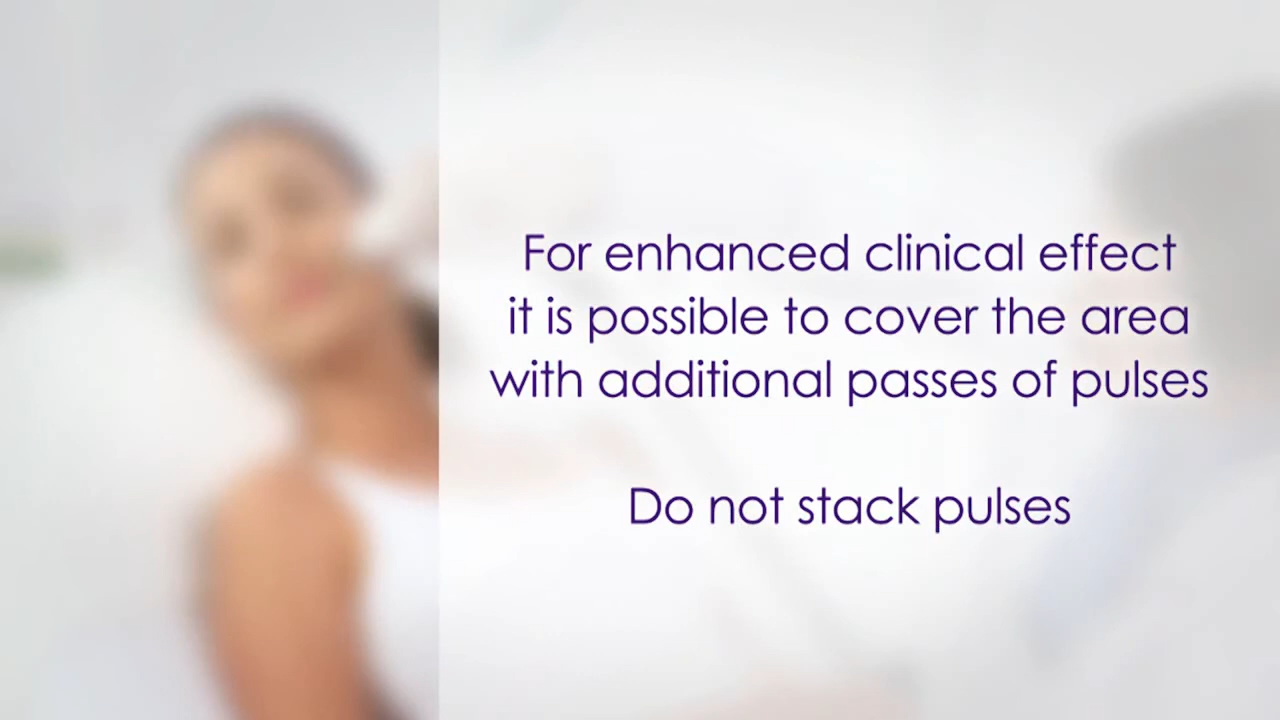 For enhanced clinical effect
it is possible to cover the area
with additional passes of pulses
Do not stack pulses